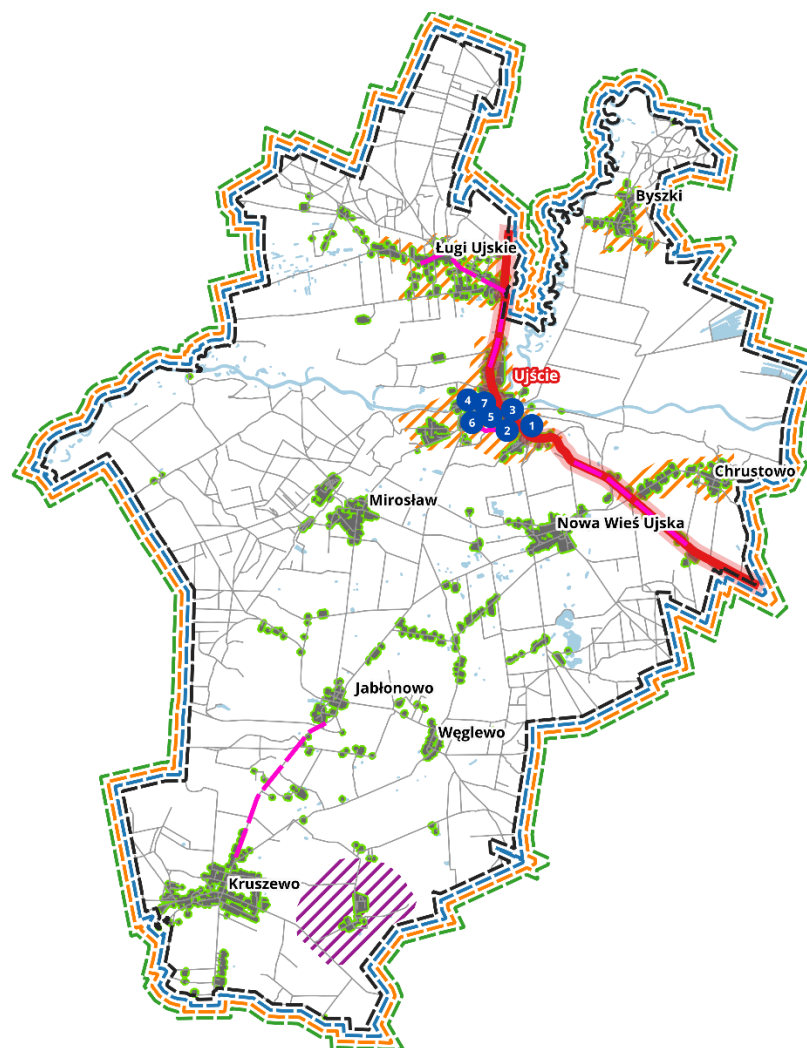 Byszki
Ługi Ujskie
Ujście
4
7
3
5
6
2
1
Chrustowo
Mirosław
Nowa Wieś Ujska
Jabłonowo
Węglewo
Kruszewo